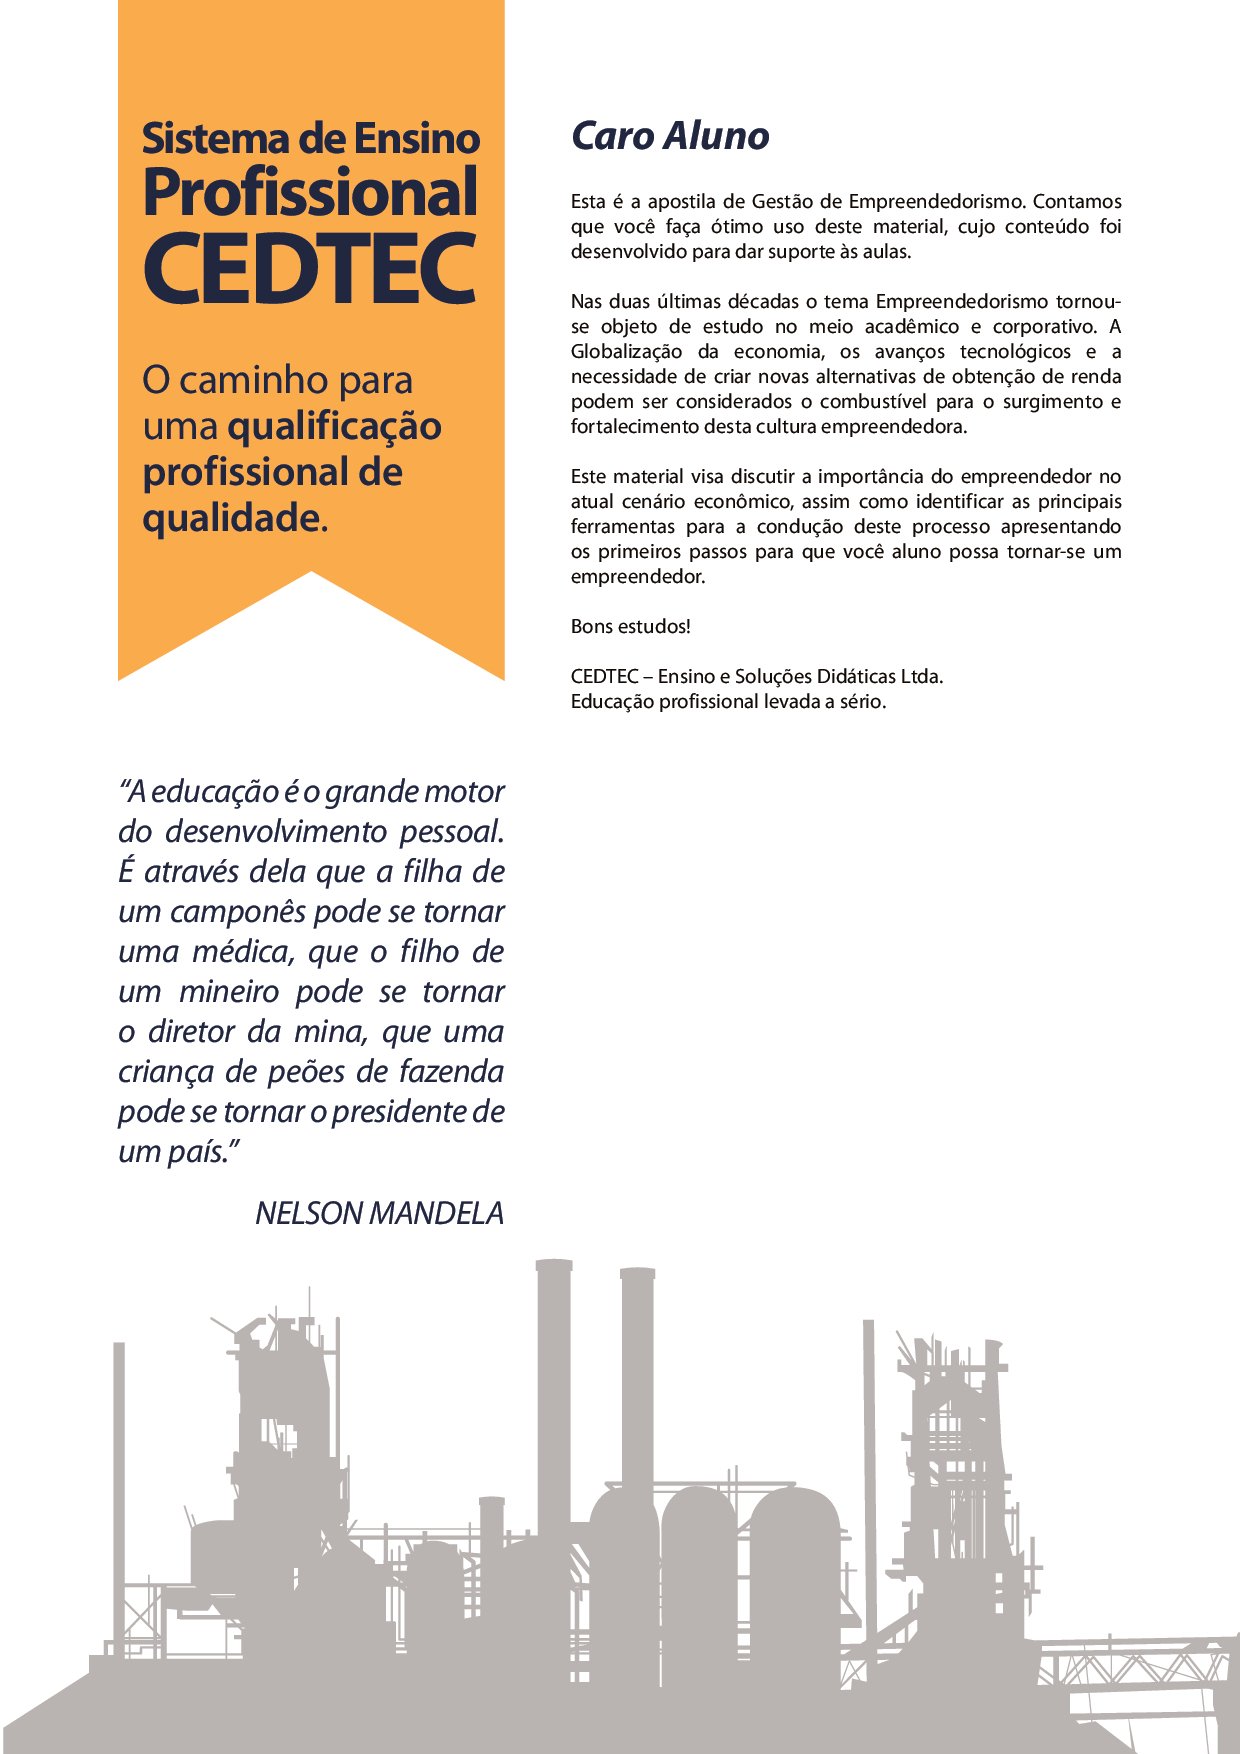 Sistema de Ensino
Profissional
CEDTEC
O caminho para
uma qualificação
profissional de
qualidade.
“A educação é o grande motor
do desenvolvimento pessoal.
É através dela que a filha de
um camponês pode se tornar
uma médica, que o filho de
um mineiro pode se tornar
o diretor da mina, que uma
criança de peões de fazenda
pode se tornar o presidente de
um país.”
NELSON MANDELA
Caro Aluno
Esta é a apostila de Gestão de Empreendedorismo. Contamos
que você faça ótimo uso deste material, cujo conteúdo foi
desenvolvido para dar suporte às aulas.
Nas duas últimas décadas o tema Empreendedorismo tornou-
se objeto de estudo no meio acadêmico e corporativo. A
Globalização da economia, os avanços tecnológicos e a
necessidade de criar novas alternativas de obtenção de renda
podem ser considerados o combustível para o surgimento e
fortalecimento desta cultura empreendedora.
Este material visa discutir a importância do empreendedor no
atual cenário econômico, assim como identificar as principais
ferramentas para a condução deste processo apresentando
os primeiros passos para que você aluno possa tornar-se um
empreendedor.
Bons estudos!
CEDTEC – Ensino e Soluções Didáticas Ltda.
Educação profissional levada a sério.